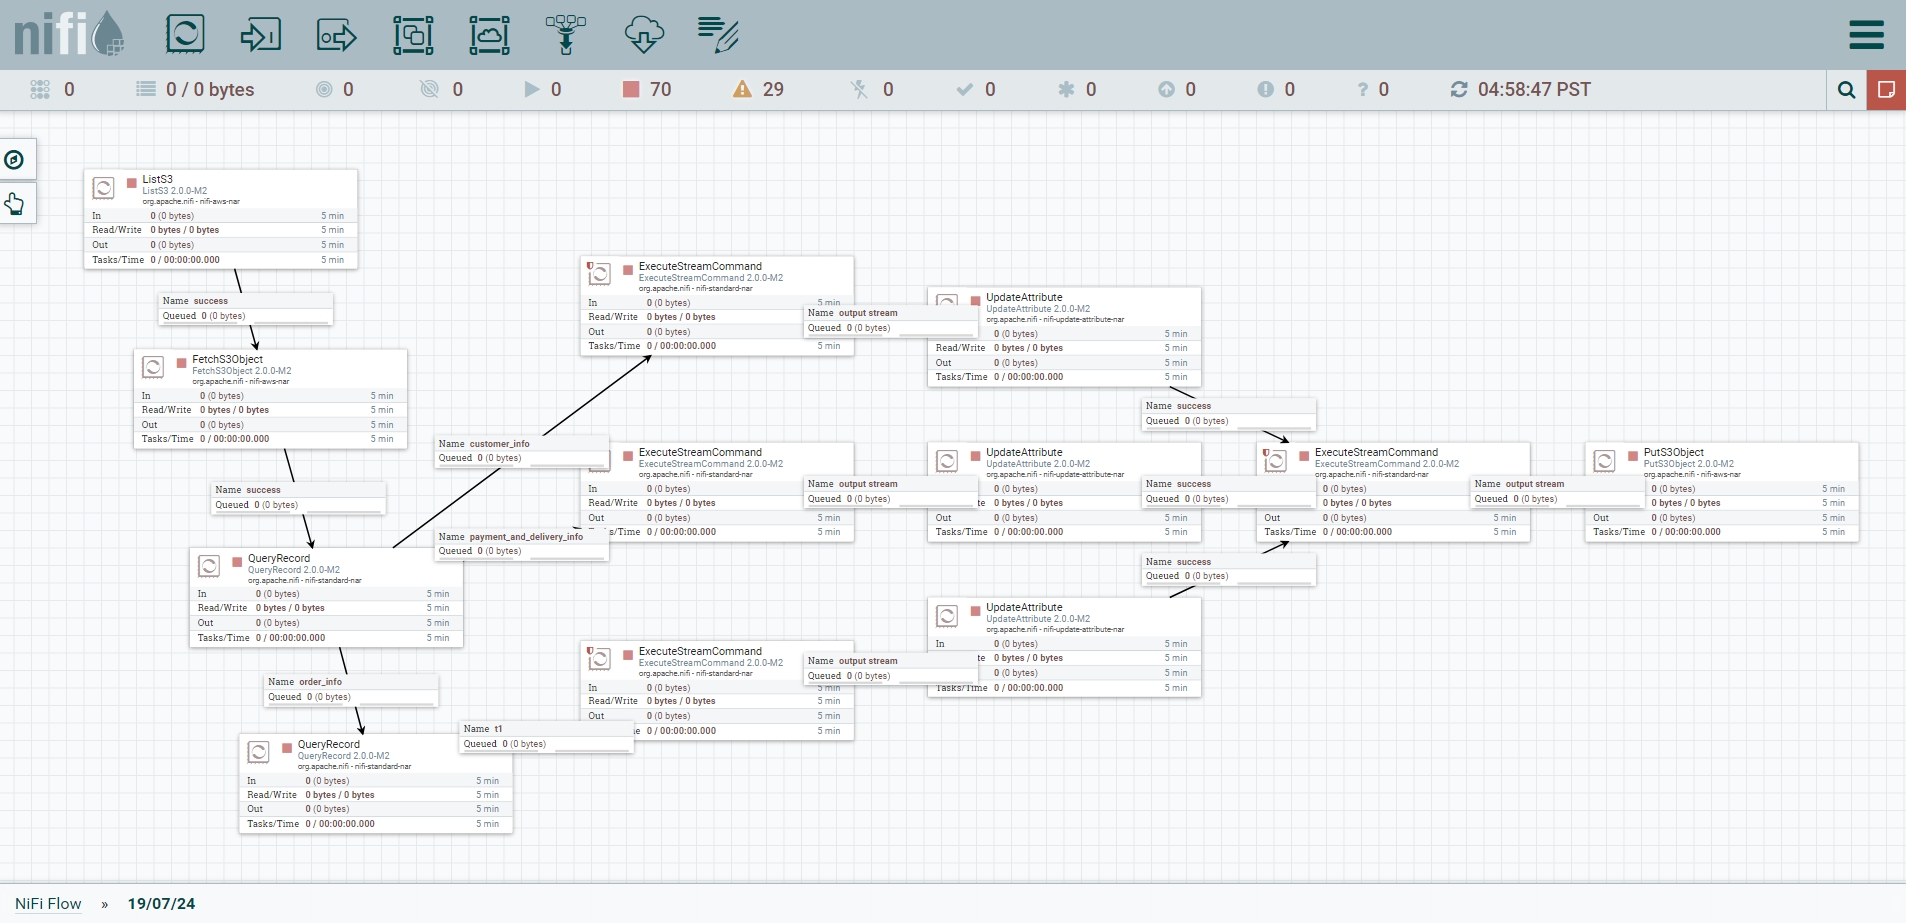 nifi
0
0 / 0 bytes
0
0
0
70
29
0
0
0
0
0
0
04:58:47 PST
ListS3
ListS3 2.0.0-M2
org.apache.nifi - nifi-aws-nar
In 0 (0 bytes) 5 min
Read/Write 0 bytes / 0 bytes 5 min
Out 0 (0 bytes) 5 min
Tasks/Time 0 / 00:00:00.000 5 min
Name success
Queued 0 (0 bytes)
FetchS3Object
FetchS3Object 2.0.0-M2
org.apache.nifi - nifi-aws-nar
In 0 (0 bytes) 5 min
Read/Write 0 bytes / 0 bytes 5 min
Out 0 (0 bytes) 5 min
Tasks/Time 0 / 00:00:00.000 5 min
Name success
Queued 0 (0 bytes)
QueryRecord
QueryRecord 2.0.0-M2
org.apache.nifi - nifi-standard-nar
In 0 (0 bytes) 5 min
Read/Write 0 bytes / 0 bytes 5 min
Out 0 (0 bytes) 5 min
Tasks/Time 0 / 00:00:00.000 5 min
Name order_info
Queued 0 (0 bytes)
QueryRecord
QueryRecord 2.0.0-M2
org.apache.nifi - nifi-standard-nar
In 0 (0 bytes) 5 min
Read/Write 0 bytes / 0 bytes 5 min
Out 0 (0 bytes) 5 min
Tasks/Time 0 / 00:00:00.000 5 min
Name customer_info
Queued 0 (0 bytes)
Name payment_and_delivery_info
Queued 0 (0 bytes)
Name t1
Queued 0 (0 bytes)
ExecuteStreamCommand
ExecuteStreamCommand 2.0.0-M2
org.apache.nifi - nifi-standard-nar
In 0 (0 bytes) 5 min
Read/Write 0 bytes / 0 bytes
Out 0 (0 bytes)
Tasks/Time 0 / 00:00:00.000 5 min
Name output stream
Queued 0 (0 bytes)
UpdateAttribute
UpdateAttribute 2.0.0-M2
org.apache.nifi - nifi-update-attribute-nar
0 (0 bytes) 5 min
Read/Write 0 bytes / 0 bytes 5 min
Out 0 (0 bytes) 5 min
Tasks/Time 0 / 00:00:00.000 5 min
Name success
Queued 0 (0 bytes)
ExecuteStreamCommand
ExecuteStreamCommand 2.0.0-M2
org.apache.nifi - nifi-standard-nar
In 0 (0 bytes)
Read/Write 0 bytes / 0 bytes
Out 0 (0 bytes) 5 min
s/Time 0 / 00:00:00.000 5 min
Name output stream
Queued 0 (0 bytes)
UpdateAttribute
UpdateAttribute 2.0.0-M2
org.apache.nifi - nifi-update-attribute-nar
0 (0 bytes)
te 0 bytes / 0 bytes
Out 0 (0 bytes) 5 min
Tasks/Time 0 / 00:00:00.000 5 min
Name success
Queued 0 (0 bytes)
ExecuteStreamCommand
ExecuteStreamCommand 2.0.0-M2
org.apache.nifi - nifi-standard-nar
0 (0 bytes)
0 bytes / 0 bytes
Out 0 (0 bytes) 5 min
Tasks/Time 0 / 00:00:00.000 5 min
Name output stream
Queued 0 (0 bytes)
PutS3Object
PutS3Object 2.0.0-M2
org.apache.nifi - nifi-aws-nar
0 (0 bytes) 5 min
0 bytes / 0 bytes 5 min
Out 0 (0 bytes) 5 min
Tasks/Time 0 / 00:00:00.000 5 min
Name success
Queued 0 (0 bytes)
ExecuteStreamCommand
ExecuteStreamCommand 2.0.0-M2
org.apache.nifi - nifi-standard-nar
In 0 (0 bytes) 5 min
Read/Write 0 bytes / 0 bytes 5 min
Out 0 (0 bytes) 5 min
e 0 / 00:00:00.000 5 min
Name output stream
Queued 0 (0 bytes)
UpdateAttribute
UpdateAttribute 2.0.0-M2
org.apache.nifi - nifi-update-attribute-nar
In 0 (0 bytes) 5 min
te 0 bytes / 0 bytes 5 min
0 (0 bytes) 5 min
Tasks/Time 0 / 00:00:00.000 5 min
NiFi Flow » 19/07/24